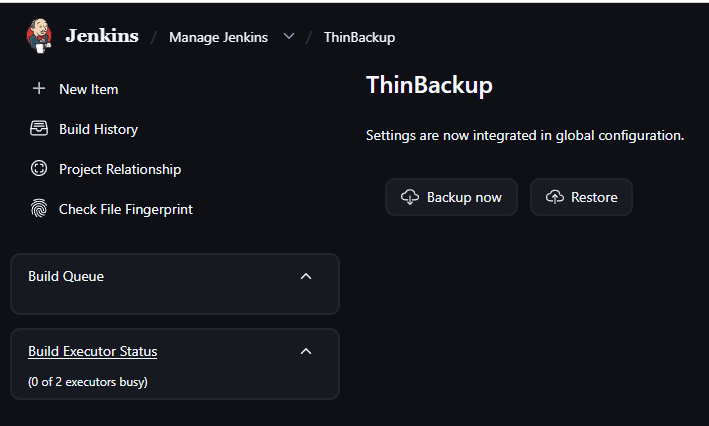 Jenkins / Manage Jenkins / ThinBackup
New Item
Build History
Project Relationship
Check File Fingerprint
Build Queue
Build Executor Status
(0 of 2 executors busy)
ThinBackup
Settings are now integrated in global configuration.
Backup now Restore